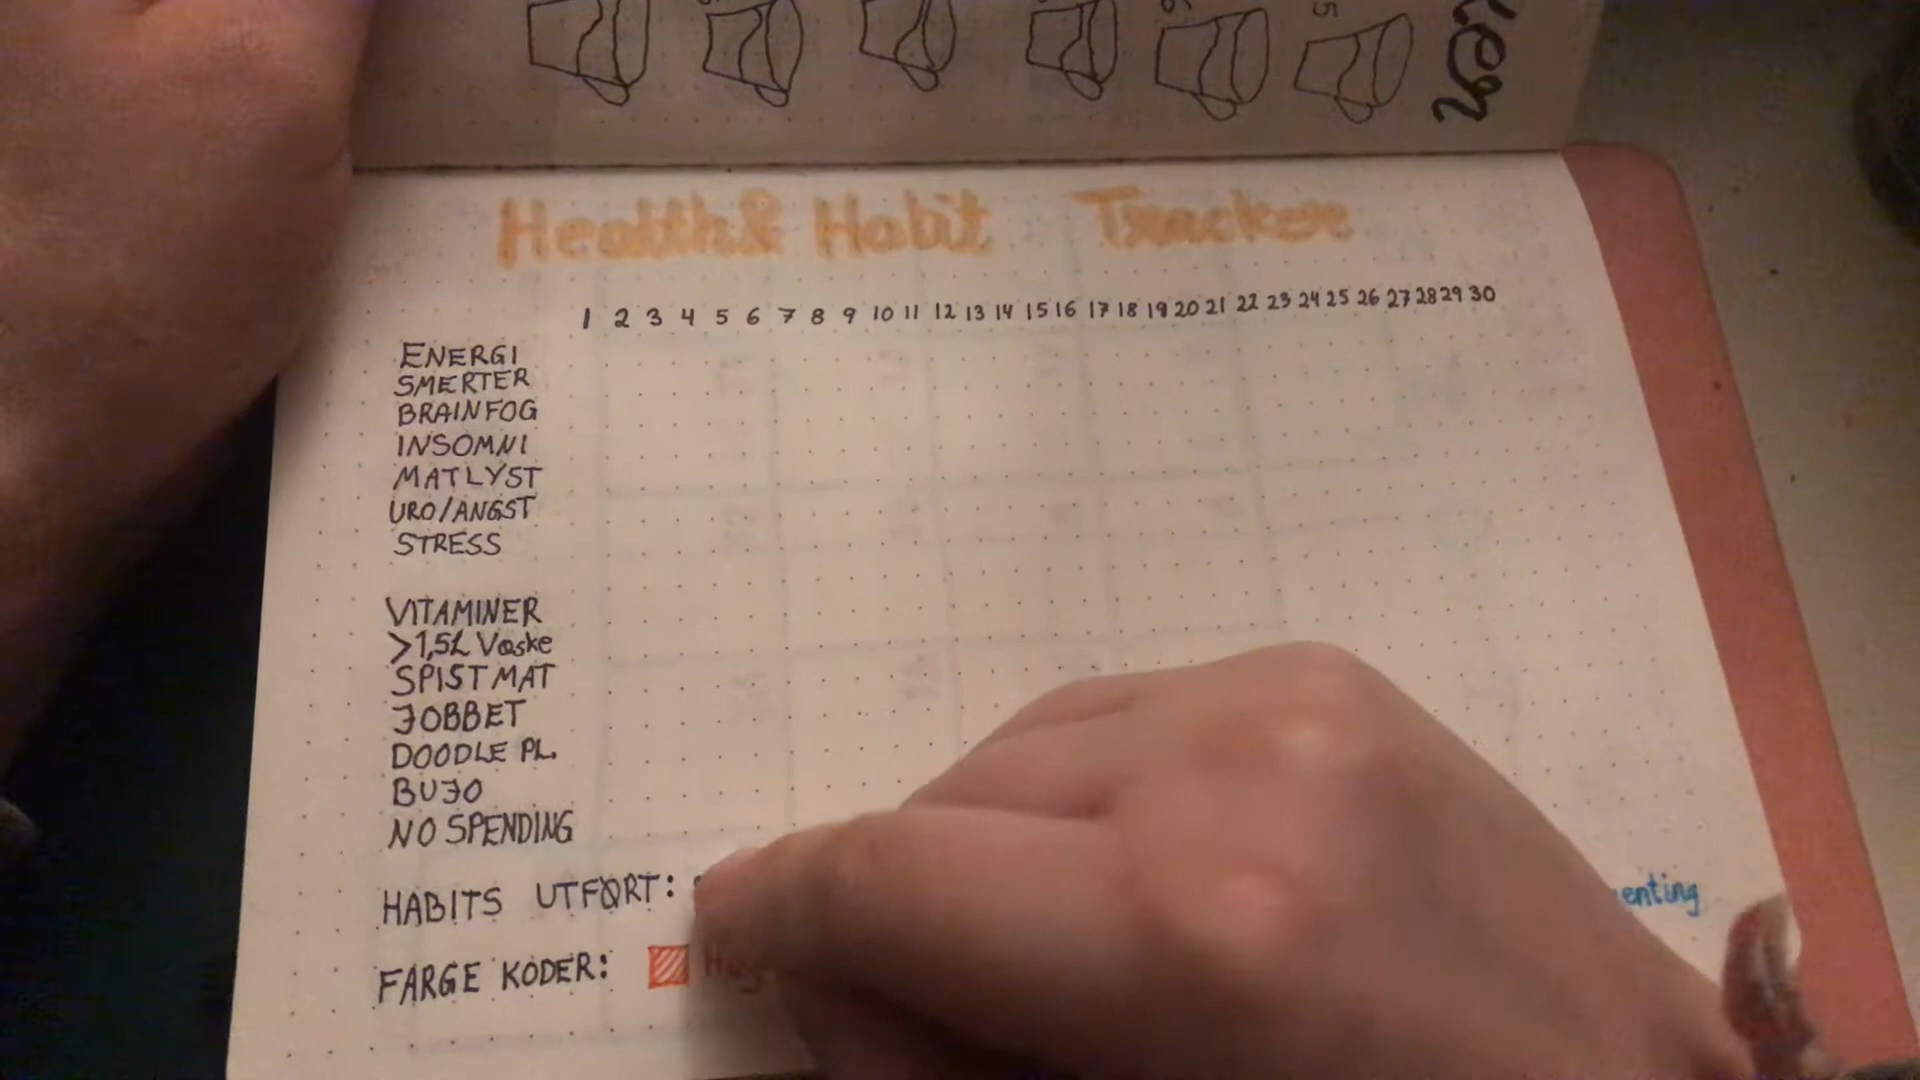 Health & Habit Tracker
1 2 3 4 5 6 7 8 9 10 11 12 13 14 15 16 17 18 19 20 21 22 23 24 25 26 27 28 29 30
ENERGI
SMERTER
BRAINFOG
INSOMNI
MATLYST
URO/ANGST
STRESS
VITAMINER
>1,5L Væske
SPIST MAT
JOBBET
DOODLE PL.
BUJO
NO SPENDING
HABITS UTFØRT:
FARGE KODER: